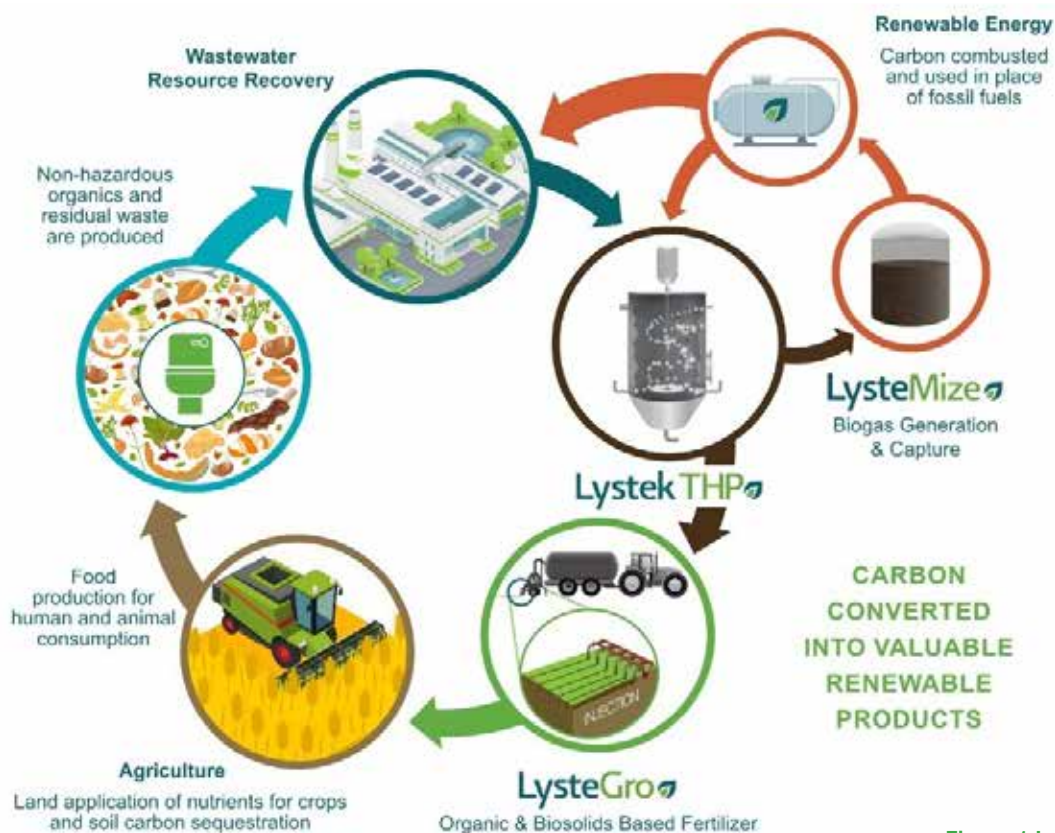 Renewable Energy
Carbon combusted
and used in place
of fossil fuels
Wastewater
Resource Recovery
Non-hazardous
organics and
residual waste
are produced
LysteMize
Biogas Generation
& Capture
Lystek THP
Food
production for
human and animal
consumption
INJECTION
CARBON
CONVERTED
INTO VALUABLE
RENEWABLE
PRODUCTS
Agriculture
Land application of nutrients for crops
and soil carbon sequestration
LysteGro
Organic & Biosolids Based Fertilizer